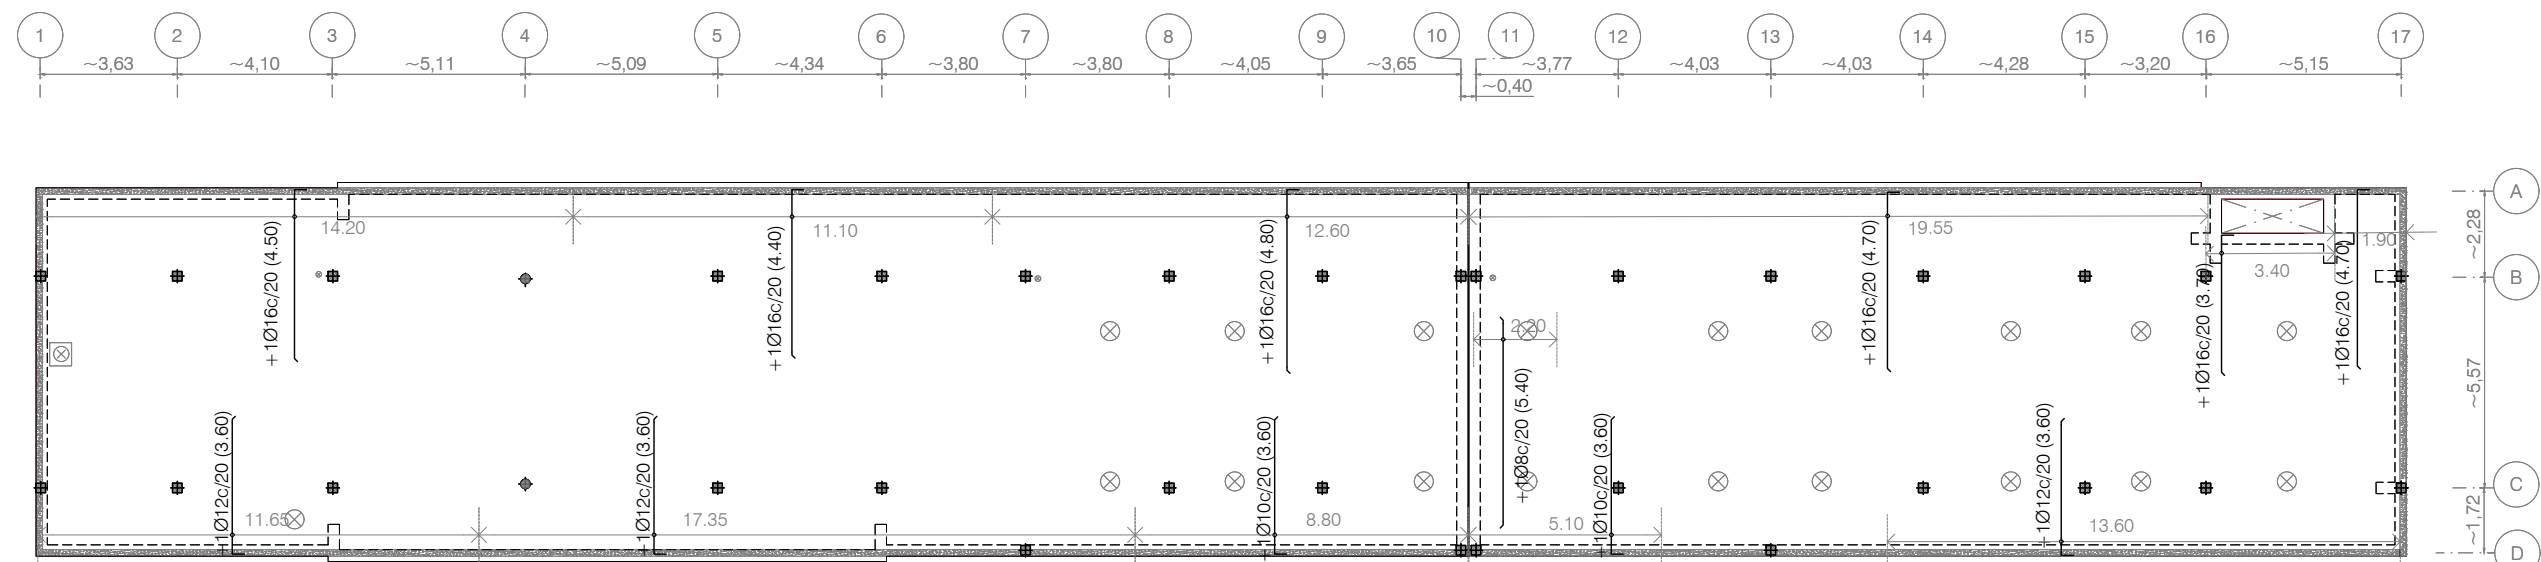 1 2 3 4 5 6 7 8 9 10 11 12 13 14 15 16 17
~3,63 ~4,10 ~5,11 ~5,09 ~4,34 ~3,80 ~3,80 ~4,05 ~3,65 ~3,77 ~4,03 ~4,03 ~4,28 ~3,20 ~5,15
~0,40
A
~2,28
B
~5,57
C
~1,72
D
14.20
11.10
12.60
19.55
1.90
3.40
+1Ø16c/20 (4.50)
+1Ø16c/20 (4.40)
+1Ø16c/20 (4.80)
+1Ø16c/20 (4.70)
+1Ø16c/20 (3.70)
+1Ø16c/20 (4.70)
2.20
+1Ø8c/20 (5.40)
+1Ø12c/20 (3.60)
+1Ø12c/20 (3.60)
+1Ø10c/20 (3.60)
+1Ø10c/20 (3.60)
+1Ø12c/20 (3.60)
11.65
17.35
8.80
5.10
13.60